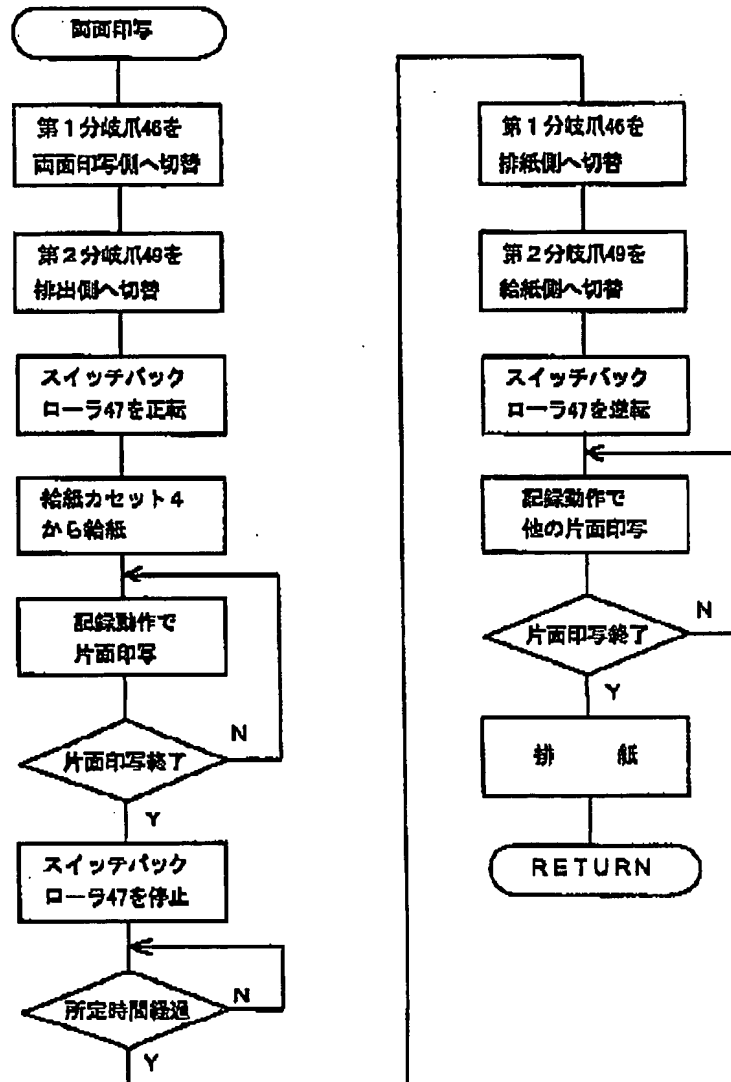 両面印写
第1分岐爪46を
両面印写側へ切替
第2分岐爪49を
排出側へ切替
スイッチバック
ローラ47を正転
給紙カセット4
から給紙
記録動作で
片面印写
片面印写終了
N
Y
スイッチバック
ローラ47を停止
所定時間経過
N
Y
第1分岐爪46を
排紙側へ切替
第2分岐爪49を
給紙側へ切替
スイッチバック
ローラ47を逆転
記録動作で
他の片面印写
片面印写終了
N
Y
排 紙
RETURN